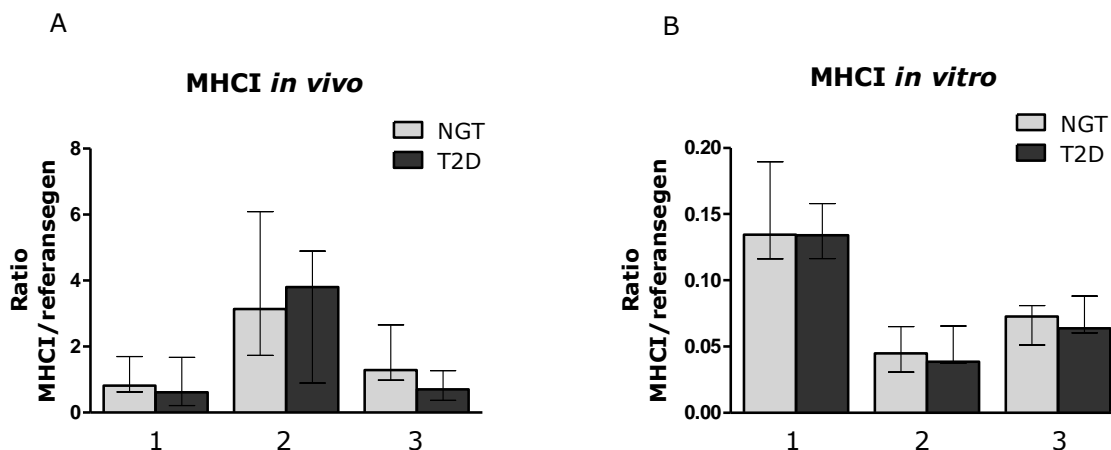 A
MHCI in vivo
NGT
T2D
Ratio
MHCI/referansegen
8
6
4
2
0
1 2 3
B
MHCI in vitro
NGT
T2D
Ratio
MHCI/referansegen
0.20
0.15
0.10
0.05
0.00
1 2 3